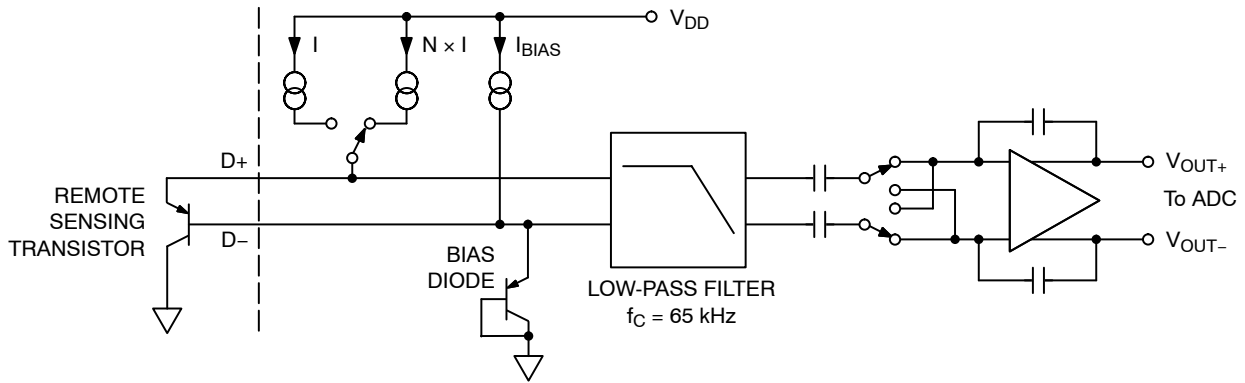 V_DD
I
N × I
I_BIAS
D+
REMOTE
SENSING
TRANSISTOR
D−
BIAS
DIODE
LOW-PASS FILTER
f_C = 65 kHz
V_OUT+
To ADC
V_OUT−